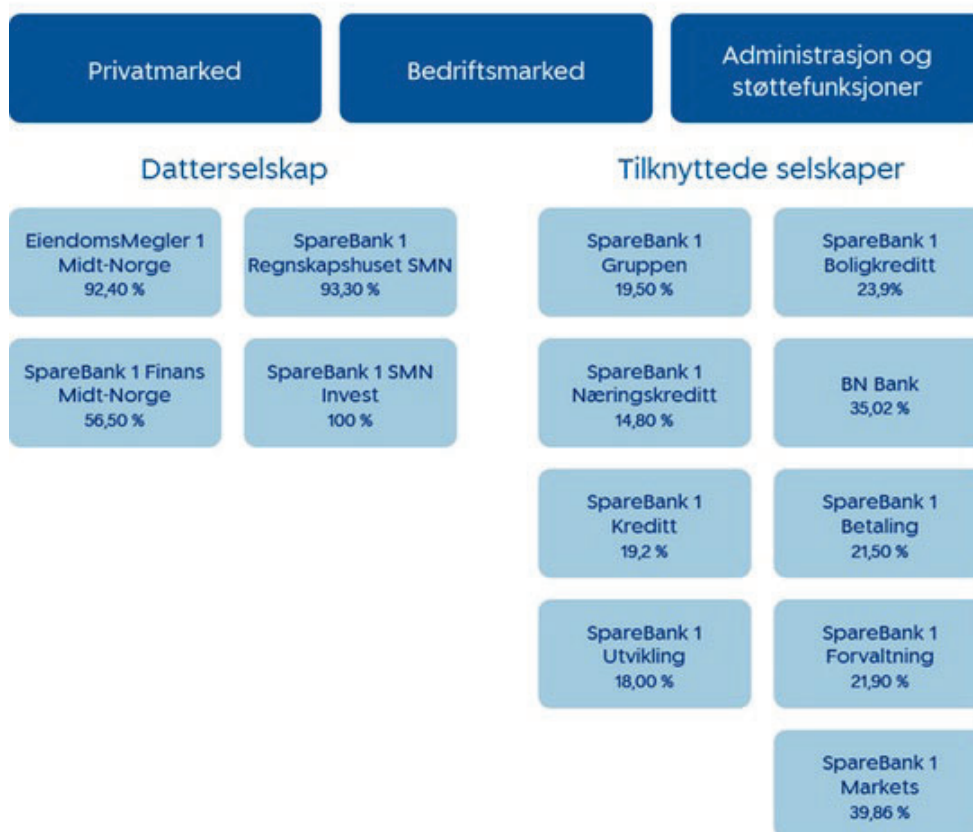 Privatmarked
Bedriftsmarked
Administrasjon og
støttefunksjoner
Datterselskap
Tilknyttede selskaper
EiendomsMegler 1
Midt-Norge
92,40 %
SpareBank 1
Regnskapshuset SMN
93,30 %
SpareBank 1
Gruppen
19,50 %
SpareBank 1
Boligkreditt
23,9%
SpareBank 1 Finans
Midt-Norge
56,50 %
SpareBank 1 SMN
Invest
100 %
SpareBank 1
Næringskreditt
14,80 %
BN Bank
35,02 %
SpareBank 1
Kreditt
19,2 %
SpareBank 1
Betaling
21,50 %
SpareBank 1
Utvikling
18,00 %
SpareBank 1
Forvaltning
21,90 %
SpareBank 1
Markets
39,86 %